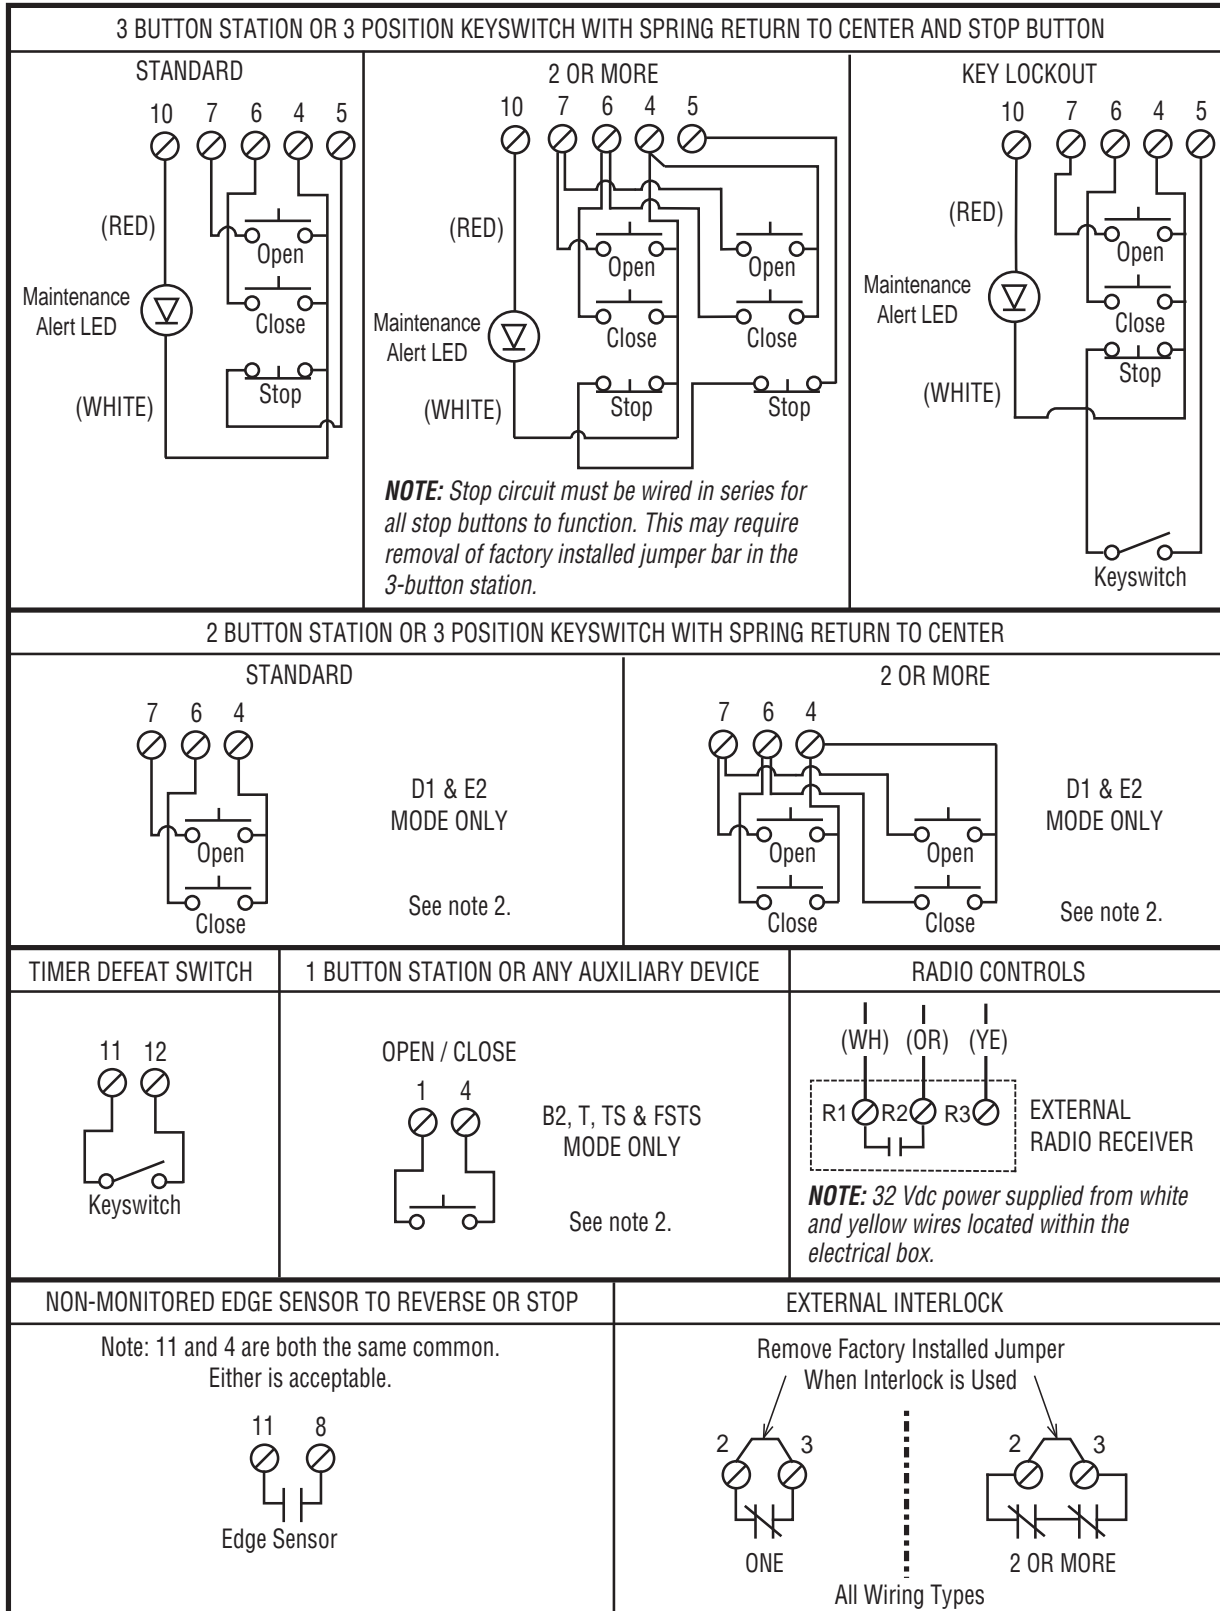 3 BUTTON STATION OR 3 POSITION KEYSWITCH WITH SPRING RETURN TO CENTER AND STOP BUTTON
STANDARD
10 7 6 4 5
(RED)
Open
Maintenance
Alert LED
Close
Stop
(WHITE)
2 OR MORE
10 7 6 4 5
(RED)
Open Open
Maintenance
Alert LED
Close Close
(WHITE)
Stop Stop
NOTE: Stop circuit must be wired in series for
all stop buttons to function. This may require
removal of factory installed jumper bar in the
3-button station.
KEY LOCKOUT
10 7 6 4 5
(RED)
Open
Maintenance
Alert LED
Close
Stop
(WHITE)
Keyswitch
2 BUTTON STATION OR 3 POSITION KEYSWITCH WITH SPRING RETURN TO CENTER
STANDARD
7 6 4
D1 & E2
MODE ONLY
Open
Close
See note 2.
2 OR MORE
7 6 4
D1 & E2
MODE ONLY
Open Open
Close Close
See note 2.
TIMER DEFEAT SWITCH
11 12
Keyswitch
1 BUTTON STATION OR ANY AUXILIARY DEVICE
OPEN / CLOSE
1 4
B2, T, TS & FSTS
MODE ONLY
See note 2.
RADIO CONTROLS
(WH) (OR) (YE)
R1 R2 R3
EXTERNAL
RADIO RECEIVER
NOTE: 32 Vdc power supplied from white
and yellow wires located within the
electrical box.
NON-MONITORED EDGE SENSOR TO REVERSE OR STOP
Note: 11 and 4 are both the same common.
Either is acceptable.
11 8
Edge Sensor
EXTERNAL INTERLOCK
Remove Factory Installed Jumper
When Interlock is Used
2 3
ONE
2 3
2 OR MORE
All Wiring Types